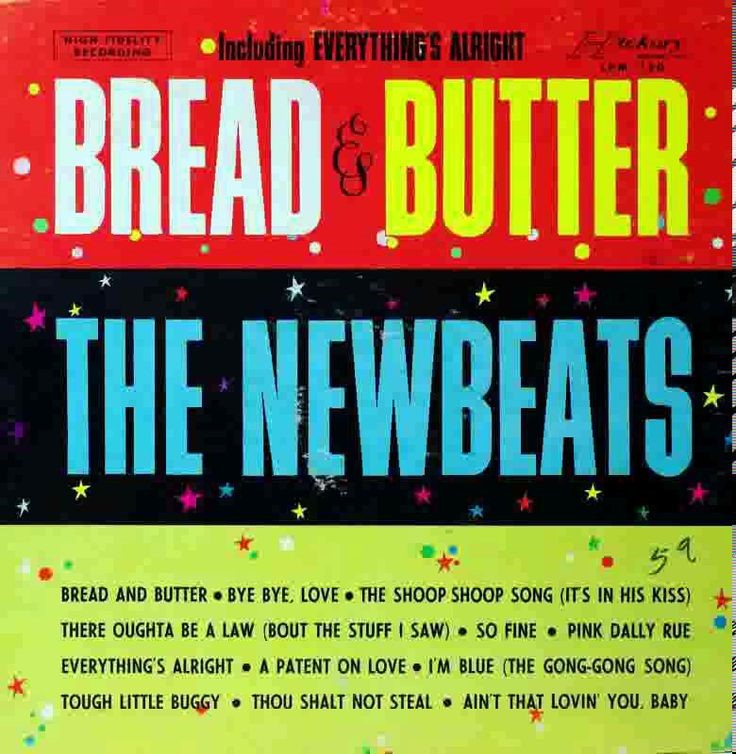 HIGH FIDELITY
RECORDING
Including EVERYTHING'S ALRIGHT
Hickory
LPM 120
BREAD & BUTTER
THE NEWBEATS
59
BREAD AND BUTTER • BYE BYE, LOVE • THE SHOOP SHOOP SONG (IT'S IN HIS KISS)
THERE OUGHTA BE A LAW (BOUT THE STUFF I SAW) • SO FINE • PINK DALLY RUE
EVERYTHING'S ALRIGHT • A PATENT ON LOVE • I'M BLUE (THE GONG-GONG SONG)
TOUGH LITTLE BUGGY • THOU SHALT NOT STEAL • AIN'T THAT LOVIN' YOU, BABY